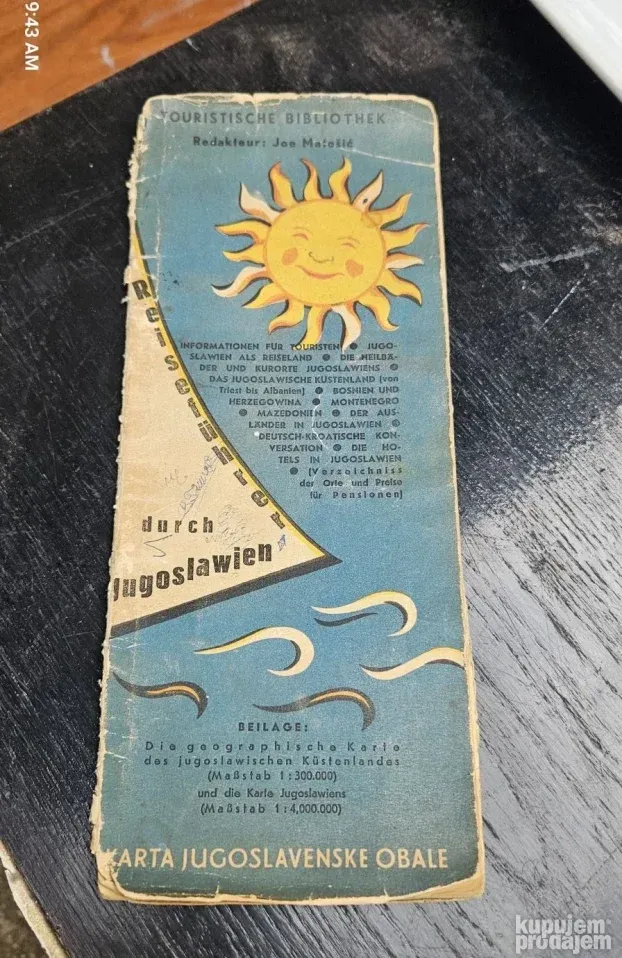 9:43 AM
TOURISTISCHE BIBLIOTHEK
Redakteur: Joe Matošić
Reiseführer
durch
Jugoslawien
INFORMATIONEN FÜR TOURISTEN ● JUGO-
SLAWIEN ALS REISELAND ● DIE HEILBÄ-
DER UND KURORTE JUGOSLAWIENS ●
DAS JUGOSLAWISCHE KÜSTENLAND (von
Triest bis Albanien) ● BOSNIEN UND
HERZEGOWINA ● MONTENEGRO
● MAZEDONIEN ● DER AUS-
LÄNDER IN JUGOSLAWIEN ●
DEUTSCH-KROATISCHE KON-
VERSATION ● DIE HO-
TELS IN JUGOSLAWIEN
● (Verzeichniss
der Orte und Preise
für Pensionen)
BEILAGE:
Die geographische Karte
des jugoslawischen Küstenlandes
(Maßstab 1:300.000)
und die Karte Jugoslawiens
(Maßstab 1:4,000.000)
KARTA JUGOSLAVENSKE OBALE
kupujem
prodajem